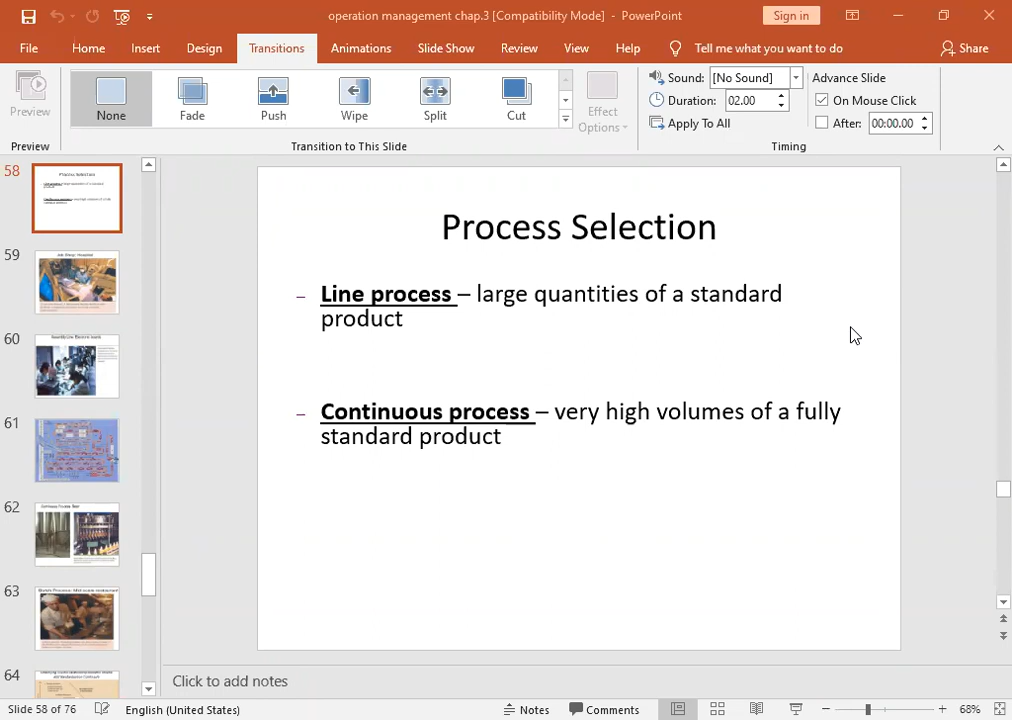 operation management chap.3 [Compatibility Mode] - PowerPoint
Sign in
File Home Insert Design Transitions Animations Slide Show Review View Help Tell me what you want to do Share
Preview None Fade Push Wipe Split Cut Effect Options
Sound: [No Sound]
Duration: 02.00
Apply To All
Advance Slide
On Mouse Click
After: 00:00.00
Preview Transition to This Slide Timing
58
Process Selection
59
60
61
62
63
64
Process Selection
– Line process – large quantities of a standard
product
– Continuous process – very high volumes of a fully
standard product
Click to add notes
Slide 58 of 76 English (United States) Notes Comments 68%